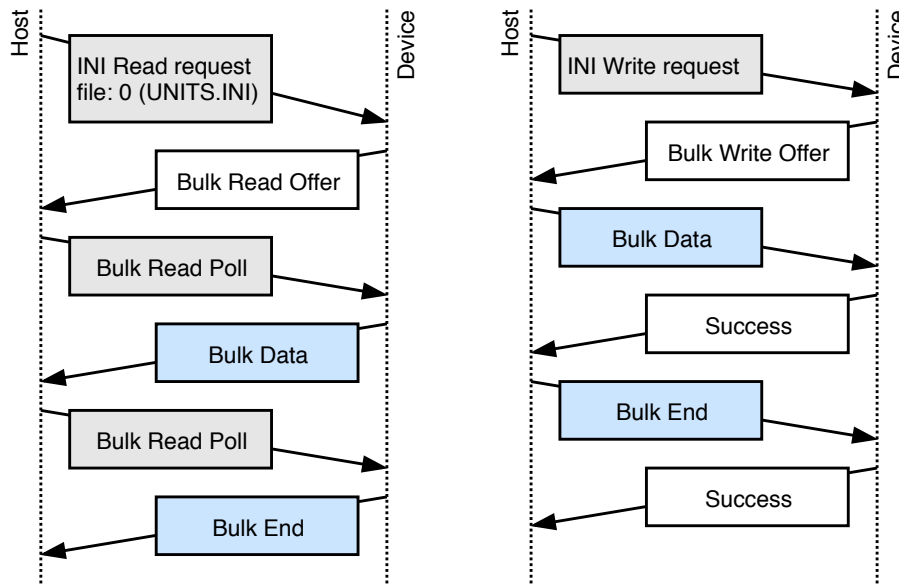 Host
Device
INI Read request
file: 0 (UNITS.INI)
Bulk Read Offer
Bulk Read Poll
Bulk Data
Bulk Read Poll
Bulk End
Host
Device
INI Write request
Bulk Write Offer
Bulk Data
Success
Bulk End
Success